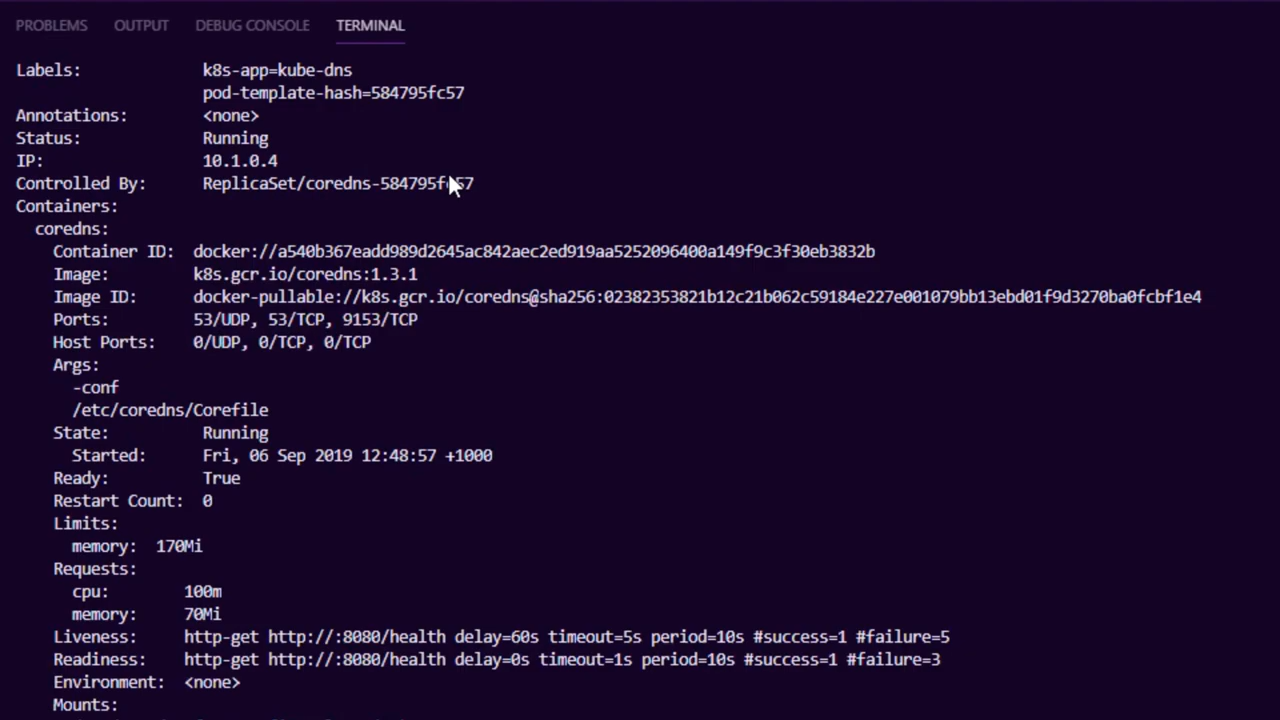 PROBLEMS OUTPUT DEBUG CONSOLE TERMINAL
Labels: k8s-app=kube-dns
pod-template-hash=584795fc57
Annotations: <none>
Status: Running
IP: 10.1.0.4
Controlled By: ReplicaSet/coredns-584795fc57
Containers:
coredns:
Container ID: docker://a540b367eadd989d2645ac842aec2ed919aa5252096400a149f9c3f30eb3832b
Image: k8s.gcr.io/coredns:1.3.1
Image ID: docker-pullable://k8s.gcr.io/coredns@sha256:02382353821b12c21b062c59184e227e001079bb13ebd01f9d3270ba0fcbf1e4
Ports: 53/UDP, 53/TCP, 9153/TCP
Host Ports: 0/UDP, 0/TCP, 0/TCP
Args:
-conf
/etc/coredns/Corefile
State: Running
Started: Fri, 06 Sep 2019 12:48:57 +1000
Ready: True
Restart Count: 0
Limits:
memory: 170Mi
Requests:
cpu: 100m
memory: 70Mi
Liveness: http-get http://:8080/health delay=60s timeout=5s period=10s #success=1 #failure=5
Readiness: http-get http://:8080/health delay=0s timeout=1s period=10s #success=1 #failure=3
Environment: <none>
Mounts: